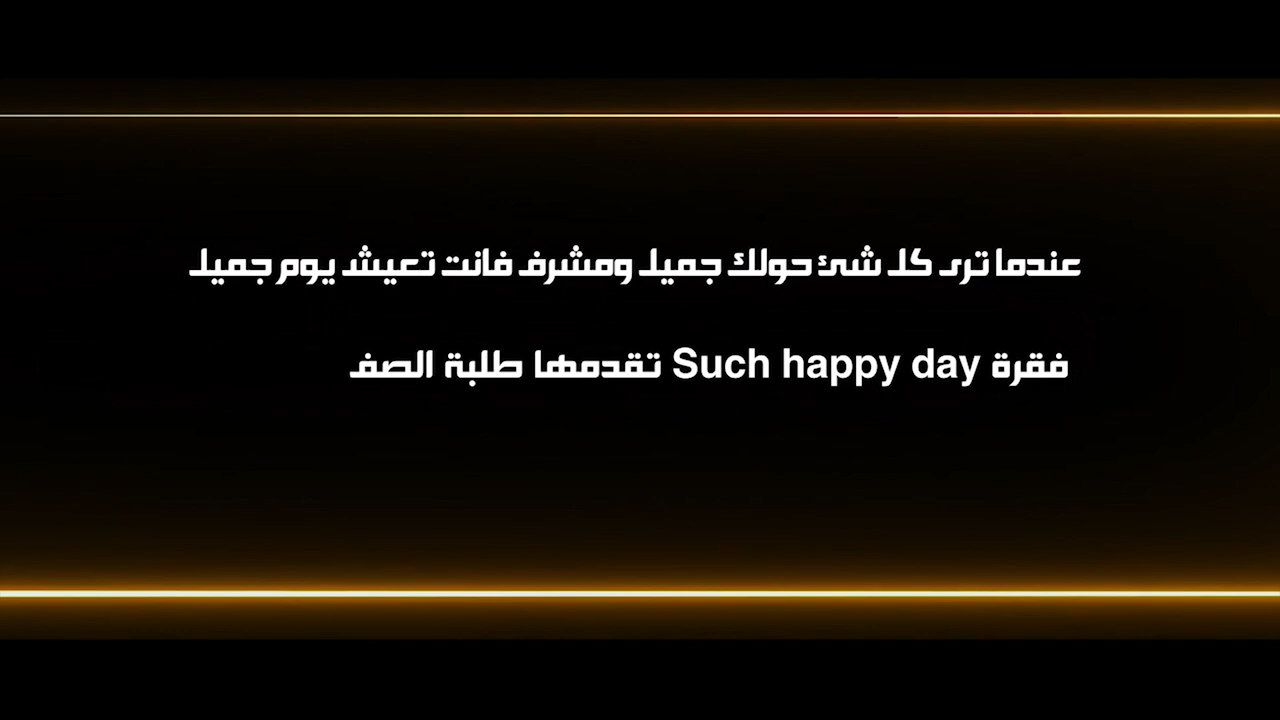 عندما ترى كل شئ حولك جميل ومشرف فانت تعيش يوم جميل
فقرة Such happy day تقدمها طلبة الصف